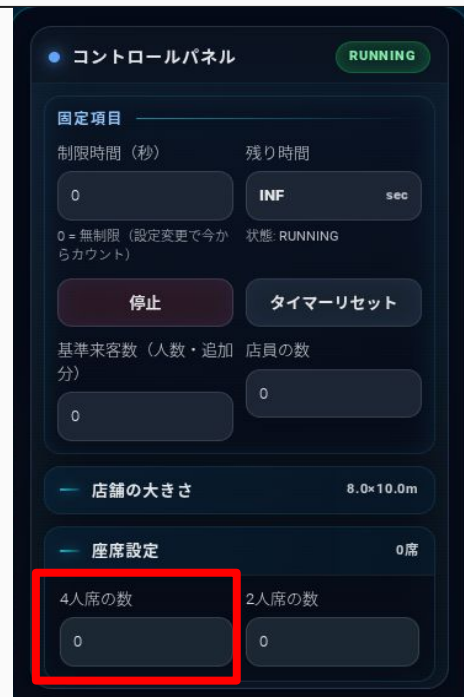 コントロールパネル RUNNING
固定項目
制限時間（秒） 残り時間
0 INF sec
0 = 無制限（設定変更で今か 状態: RUNNING
らカウント）
停止 タイマーリセット
基準来客数（人数・追加 店員の数
分）
0 0
店舗の大きさ 8.0×10.0m
座席設定 0席
4人席の数 2人席の数
0 0